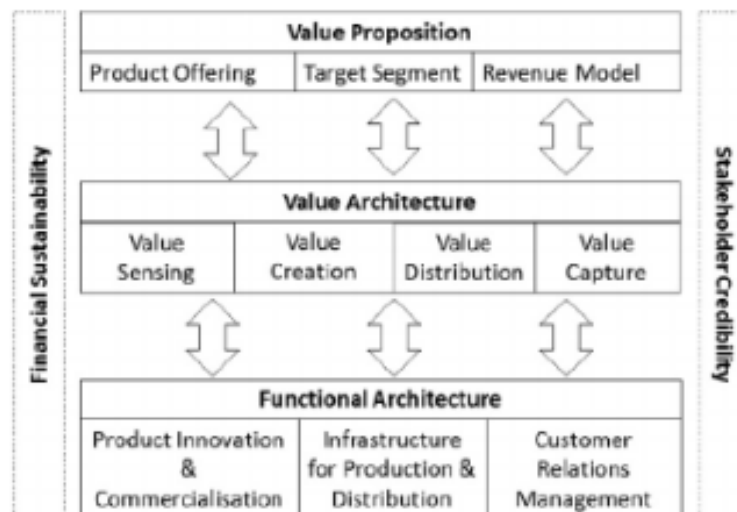 Value Proposition
Product Offering
Target Segment
Revenue Model
Financial Sustainability
Stakeholder Credibility
Value Architecture
Value
Sensing
Value
Creation
Value
Distribution
Value
Capture
Functional Architecture
Product Innovation
&
Commercialisation
Infrastructure
for Production &
Distribution
Customer
Relations
Management